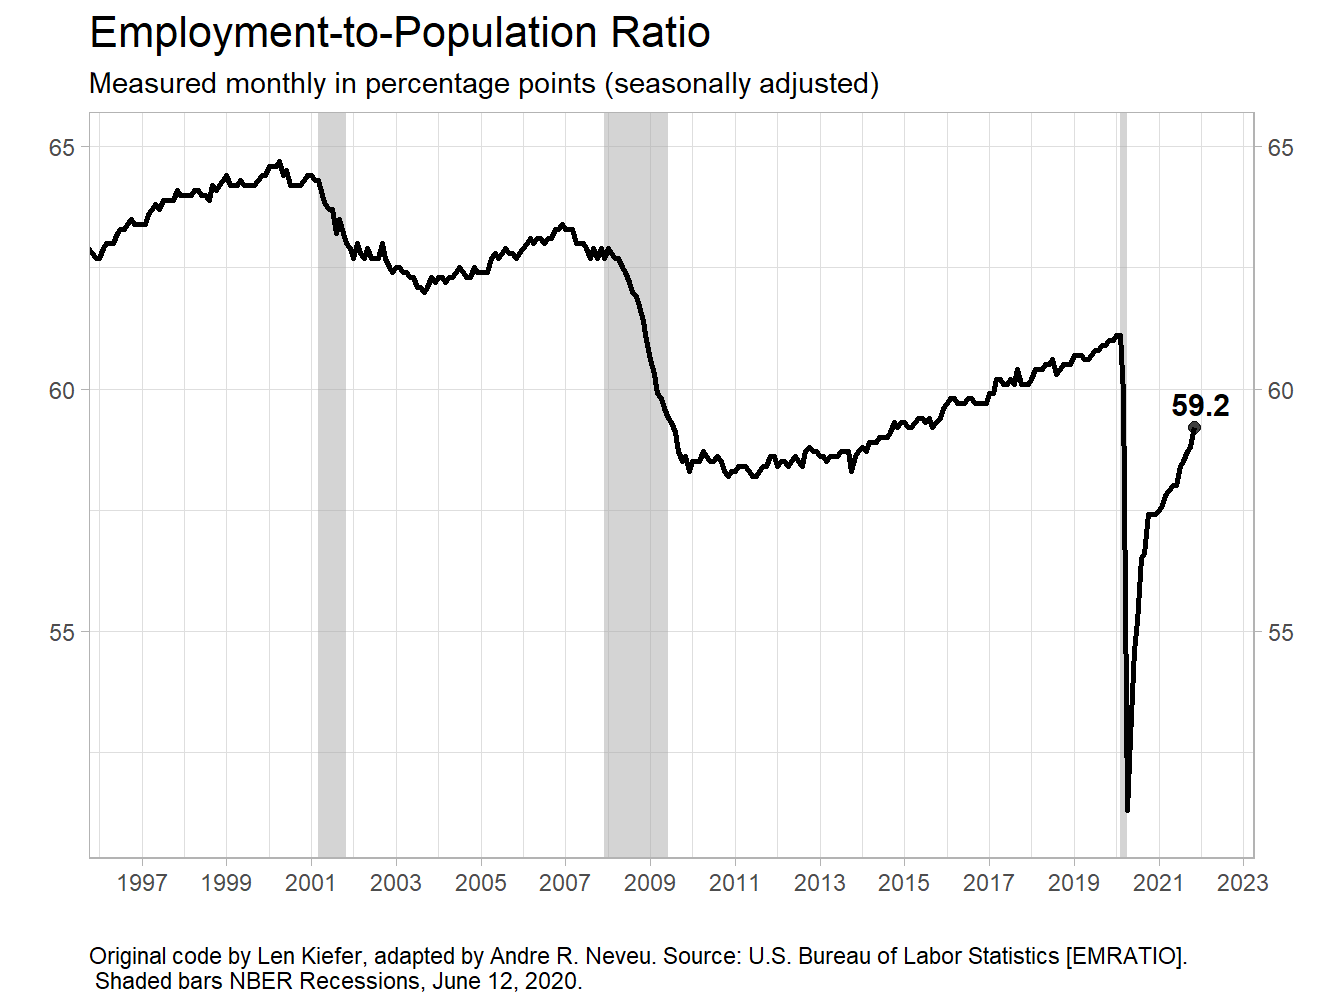 Employment-to-Population Ratio
Measured monthly in percentage points (seasonally adjusted)
65 65
60 60
59.2
55 55
1997 1999 2001 2003 2005 2007 2009 2011 2013 2015 2017 2019 2021 2023
Original code by Len Kiefer, adapted by Andre R. Neveu. Source: U.S. Bureau of Labor Statistics [EMRATIO].
Shaded bars NBER Recessions, June 12, 2020.